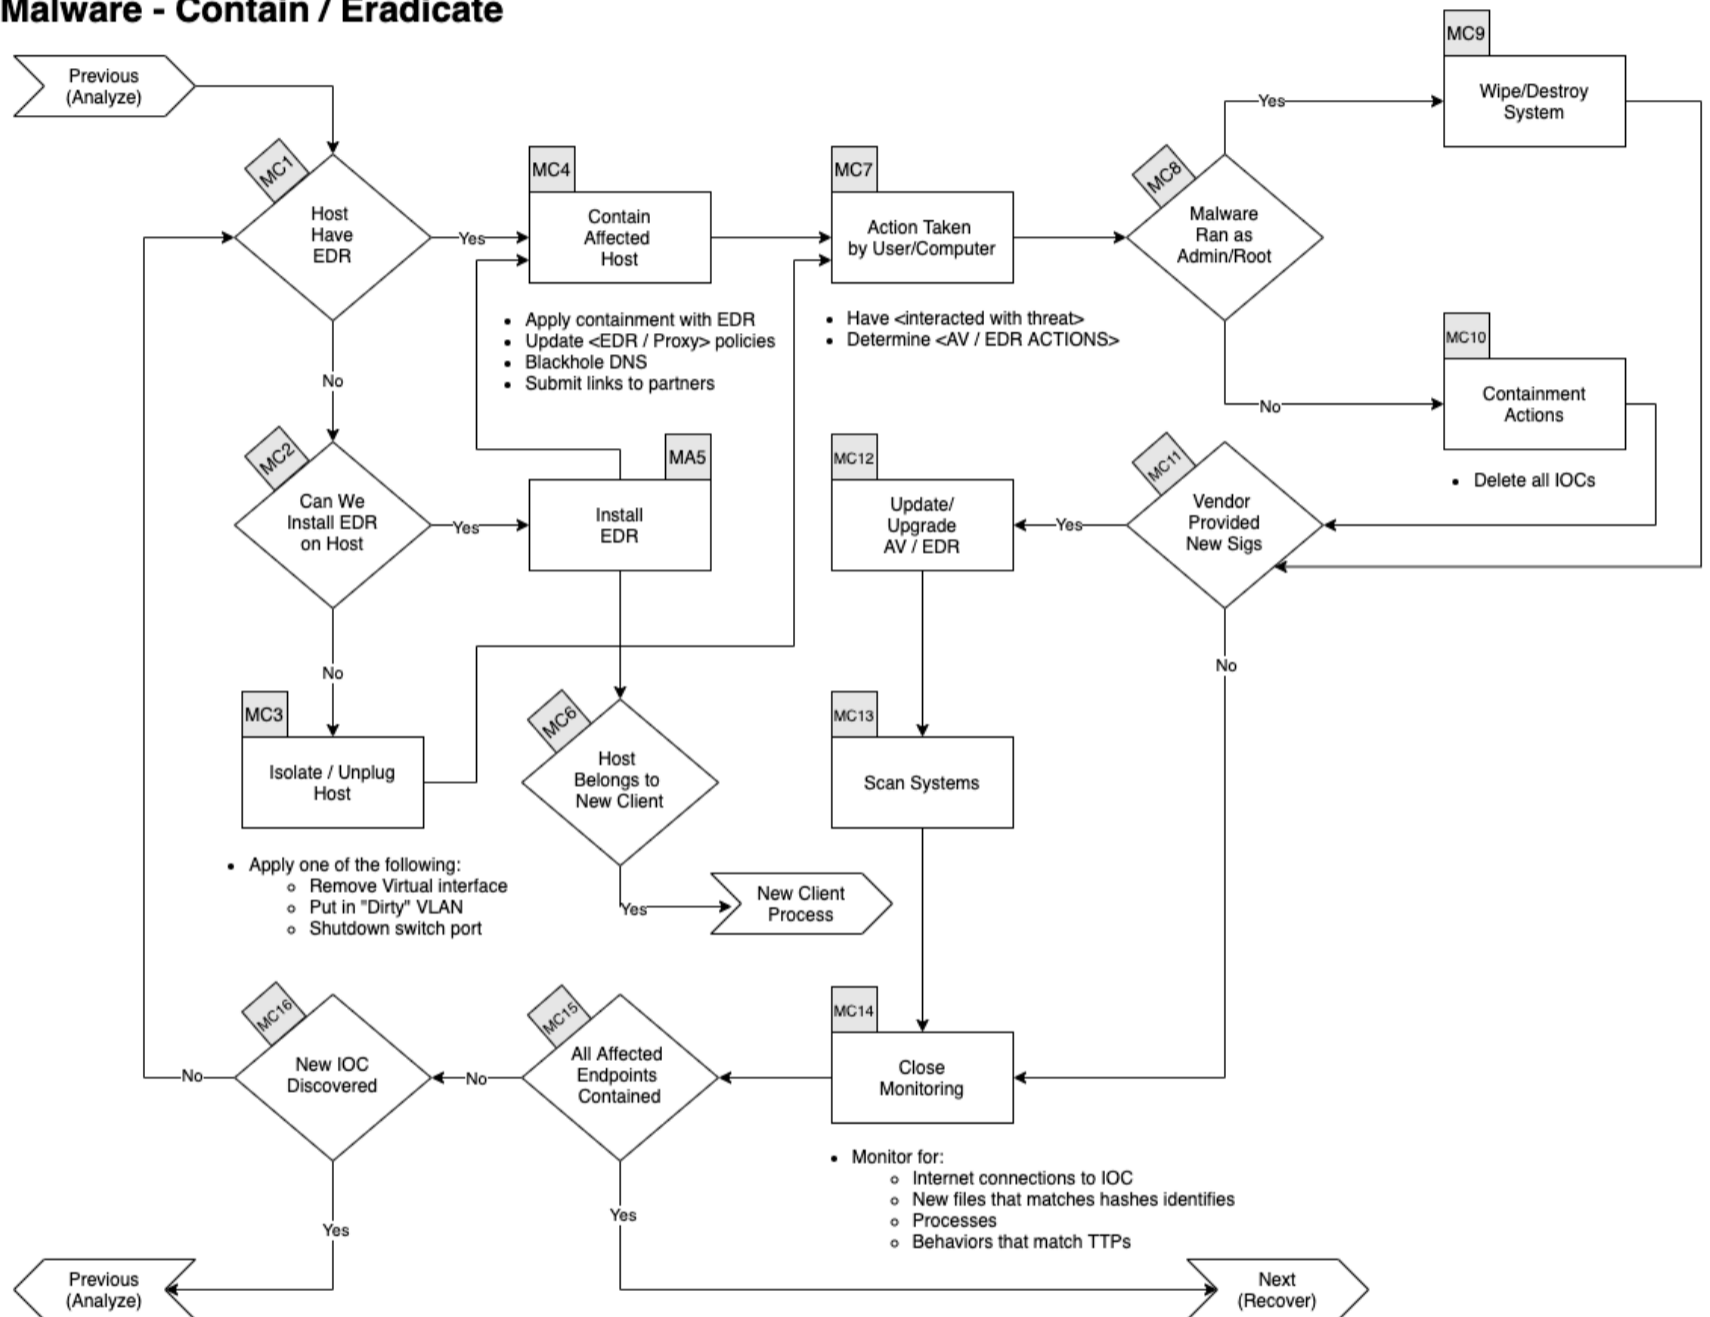 Malware - Contain / Eradicate
Previous
(Analyze)
MC1
Host
Have
EDR
Yes
No
MC4
Contain
Affected
Host
• Apply containment with EDR
• Update <EDR / Proxy> policies
• Blackhole DNS
• Submit links to partners
MC7
Action Taken
by User/Computer
• Have <interacted with threat>
• Determine <AV / EDR ACTIONS>
MC8
Malware
Ran as
Admin/Root
Yes
No
MC9
Wipe/Destroy
System
MC10
Containment
Actions
• Delete all IOCs
MC2
Can We
Install EDR
on Host
Yes
No
MA5
Install
EDR
MC12
Update/
Upgrade
AV / EDR
MC11
Vendor
Provided
New Sigs
Yes
No
MC3
Isolate / Unplug
Host
• Apply one of the following:
○ Remove Virtual interface
○ Put in "Dirty" VLAN
○ Shutdown switch port
MC6
Host
Belongs to
New Client
Yes
New Client
Process
MC13
Scan Systems
MC14
Close
Monitoring
• Monitor for:
○ Internet connections to IOC
○ New files that matches hashes identifies
○ Processes
○ Behaviors that match TTPs
MC15
All Affected
Endpoints
Contained
No
Yes
MC16
New IOC
Discovered
No
Yes
Previous
(Analyze)
Next
(Recover)